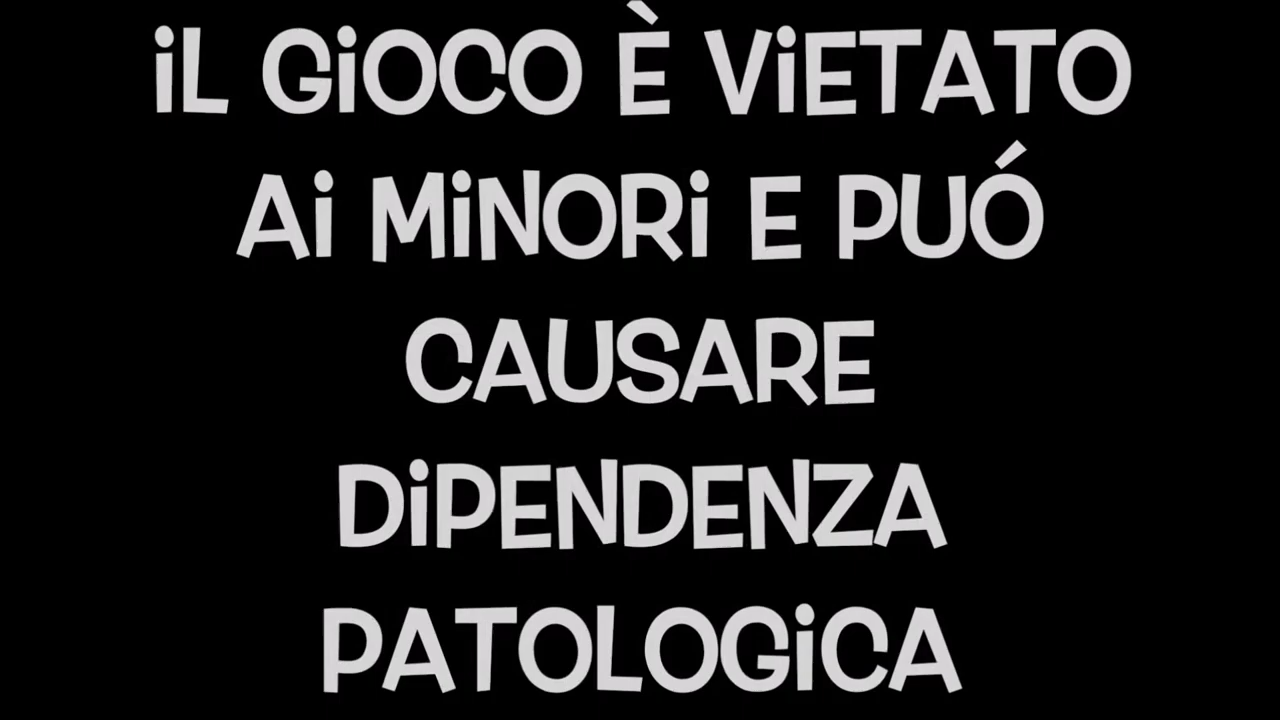 iL GiOCO È ViETATO
Ai MiNORi E PUÓ
CAUSARE
DiPENDENZA
PATOLOGiCA